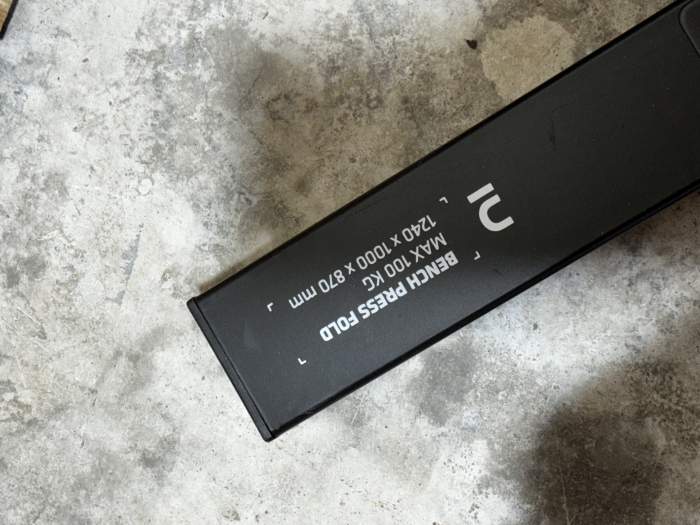 BENCH PRESS FOLD
MAX 100 KG
1240 x 1000 x 870 mm